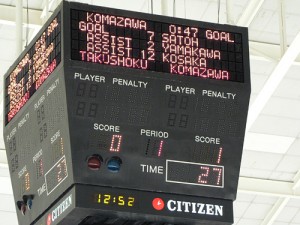 KOMAZAWA 0:47 GOAL
GOAL 7 SATOH
ASSIST 2 YAMAKAWA
ASSIST 2 KOSAKA
TAKUSHOKU KOMAZAWA
PLAYER PENALTY PLAYER PENALTY
SCORE PERIOD SCORE
0 1 1
TIME 27
12:52
CITIZEN
CITIZEN